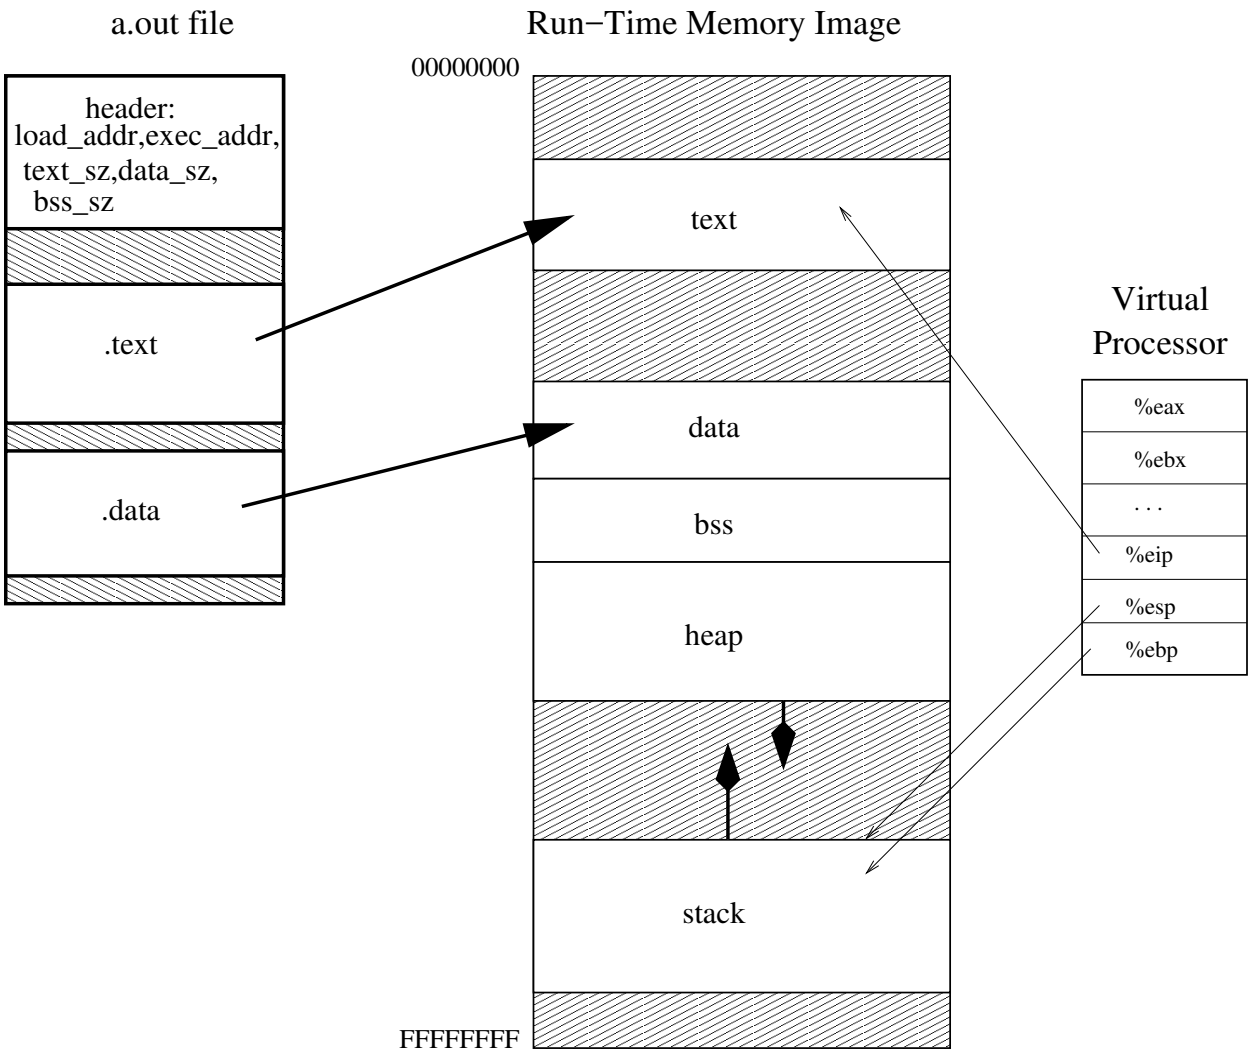 a.out file
header:
load_addr,exec_addr,
text_sz,data_sz,
bss_sz
.text
.data
Run−Time Memory Image
00000000
text
data
bss
heap
stack
FFFFFFFF
Virtual
Processor
%eax
%ebx
. . .
%eip
%esp
%ebp